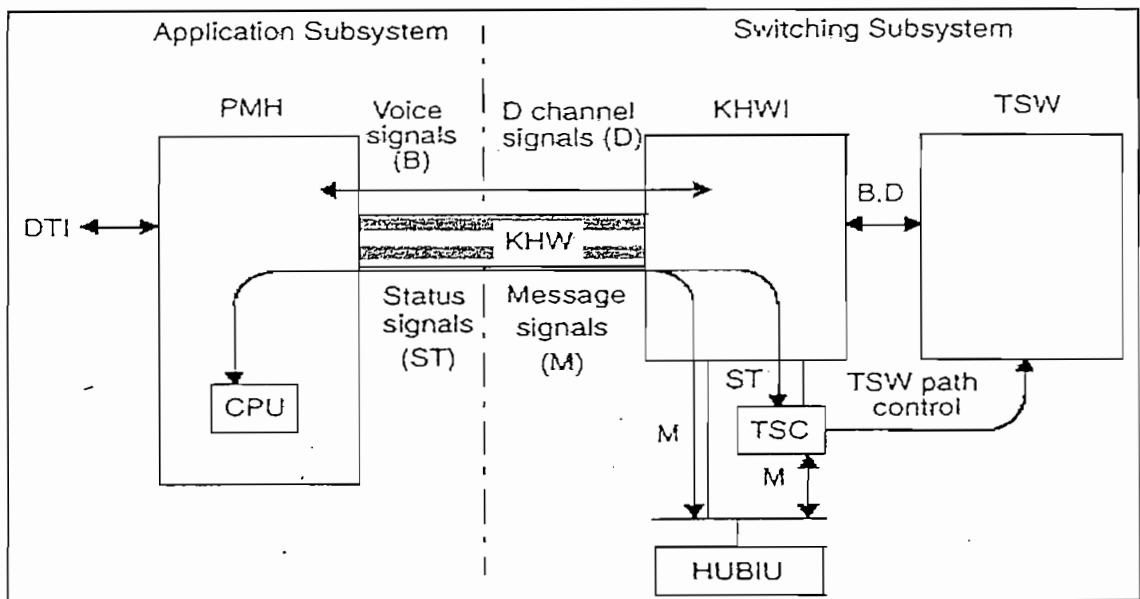 Application Subsystem
Switching Subsystem
PMH
Voice
signals
(B)
D channel
signals (D)
KHWI
TSW
DTI
B.D
KHW
Status
signals
(ST)
Message
signals
(M)
CPU
ST
TSW path
control
M
TSC
M
HUBIU